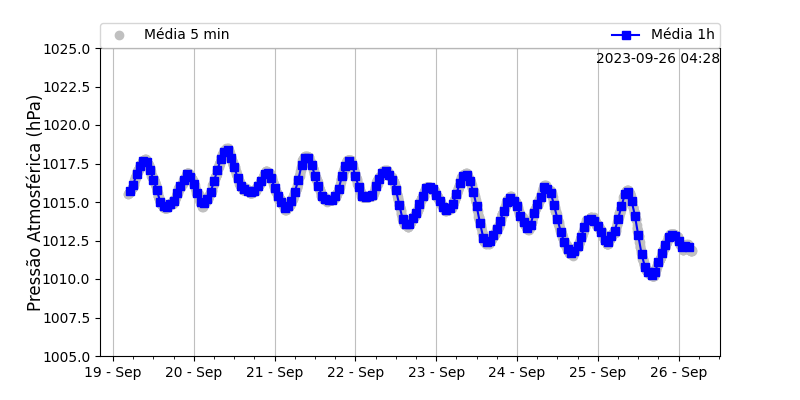 Média 5 min
Média 1h
2023-09-26 04:28
Pressão Atmosférica (hPa)
1025.0
1022.5
1020.0
1017.5
1015.0
1012.5
1010.0
1007.5
1005.0
19 - Sep
20 - Sep
21 - Sep
22 - Sep
23 - Sep
24 - Sep
25 - Sep
26 - Sep